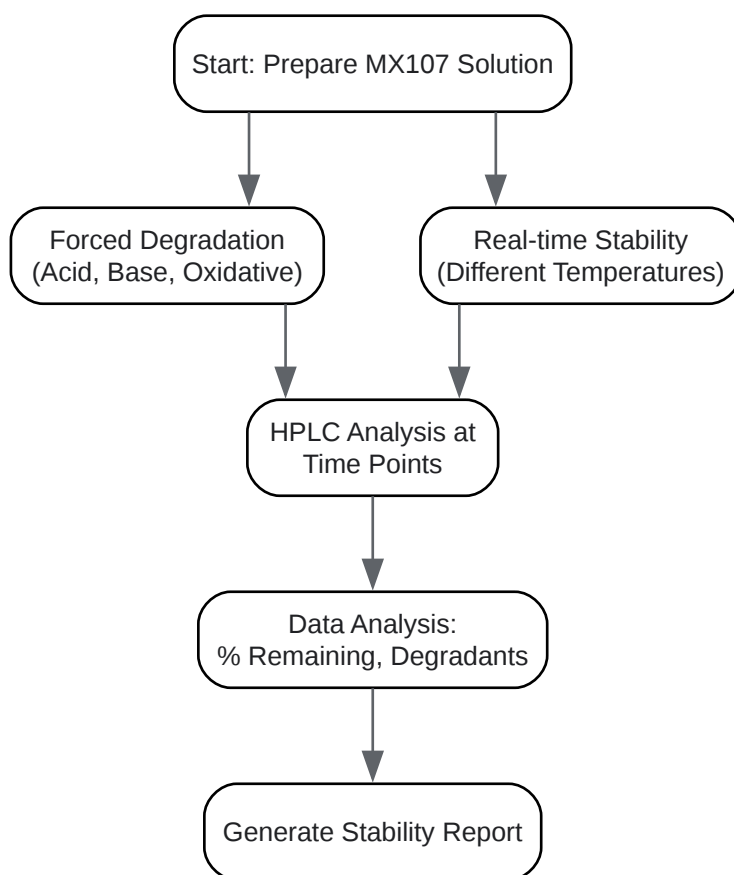 Start: Prepare MX107 Solution
Forced Degradation
(Acid, Base, Oxidative)
Real-time Stability
(Different Temperatures)
HPLC Analysis at
Time Points
Data Analysis:
% Remaining, Degradants
Generate Stability Report